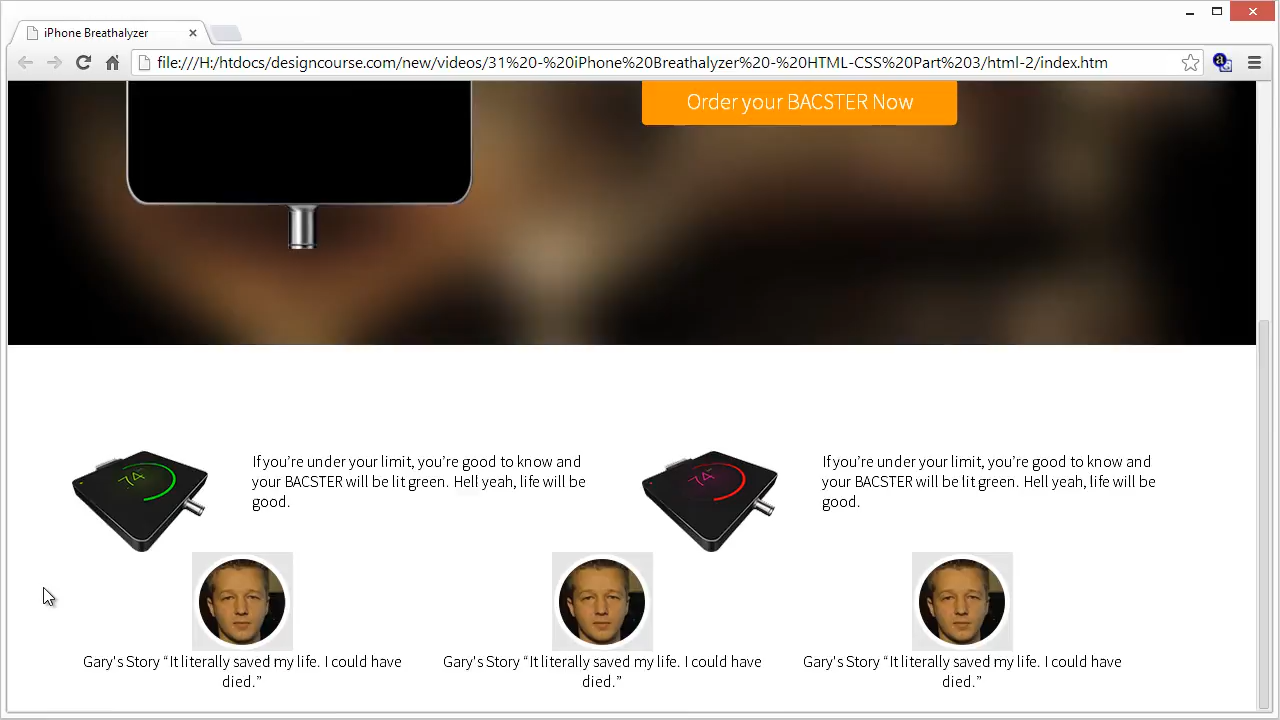 iPhone Breathalyzer
file:///H:/htdocs/designcourse.com/new/videos/31%20-%20iPhone%20Breathalyzer%20-%20HTML-CSS%20Part%203/html-2/index.htm
Order your BACSTER Now
74
If you’re under your limit, you’re good to know and
your BACSTER will be lit green. Hell yeah, life will be
good.
74
If you’re under your limit, you’re good to know and
your BACSTER will be lit green. Hell yeah, life will be
good.
Gary's Story “It literally saved my life. I could have
died.”
Gary's Story “It literally saved my life. I could have
died.”
Gary's Story “It literally saved my life. I could have
died.”